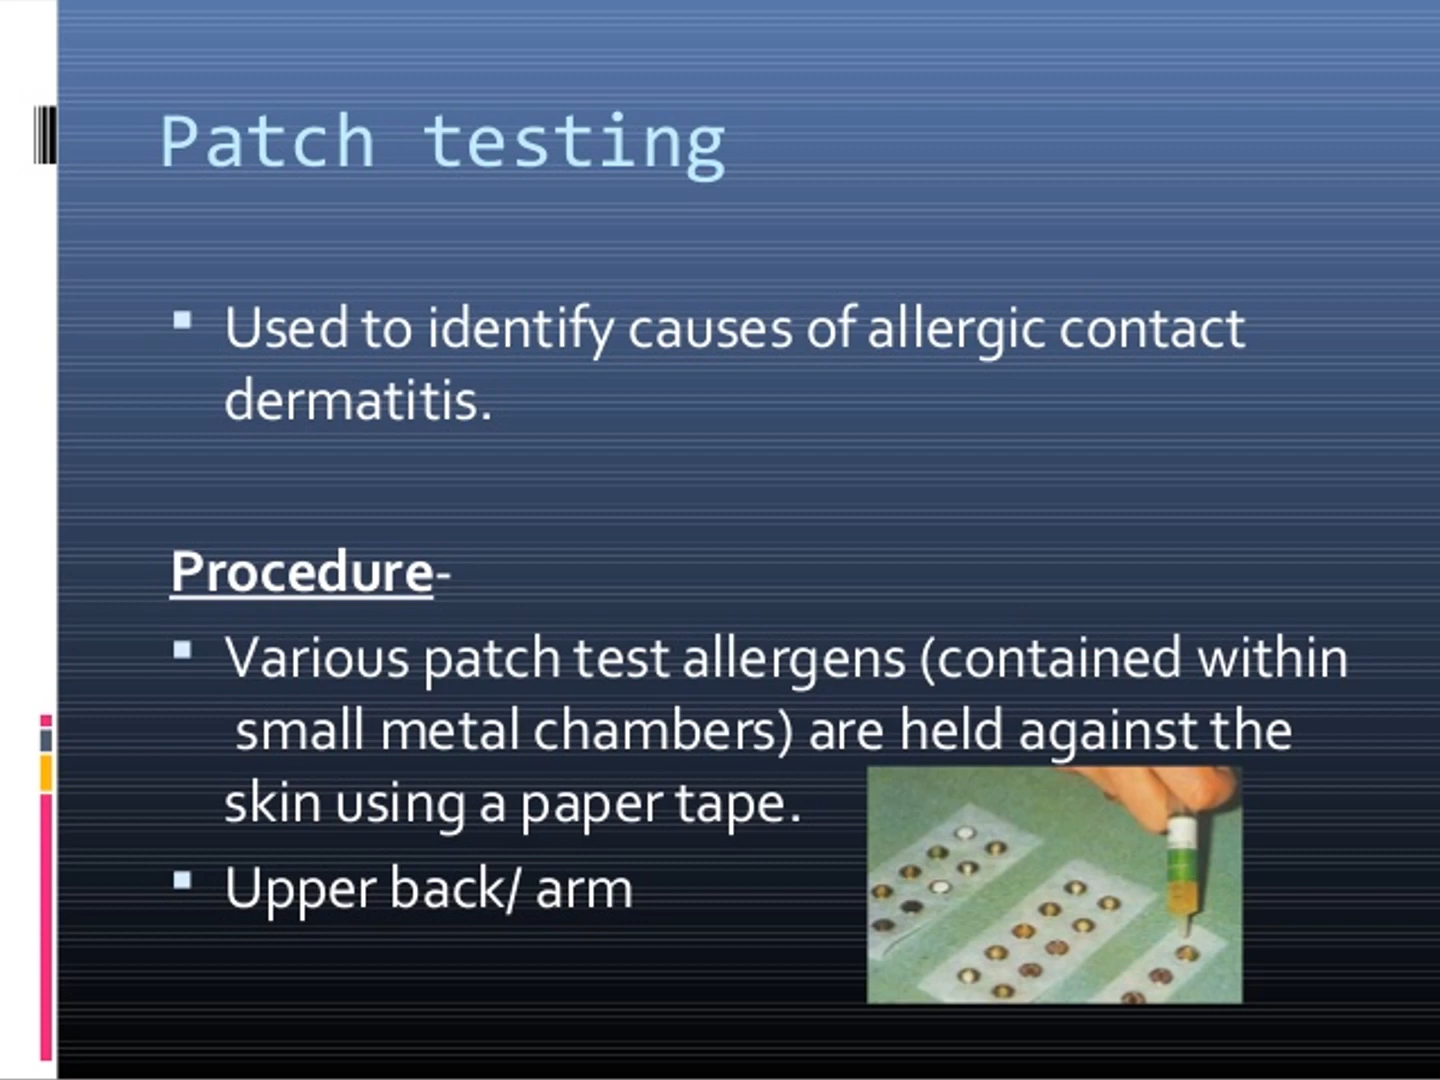 Patch testing
Used to identify causes of allergic contact
dermatitis.
Procedure-
Various patch test allergens (contained within
small metal chambers) are held against the
skin using a paper tape.
Upper back/ arm